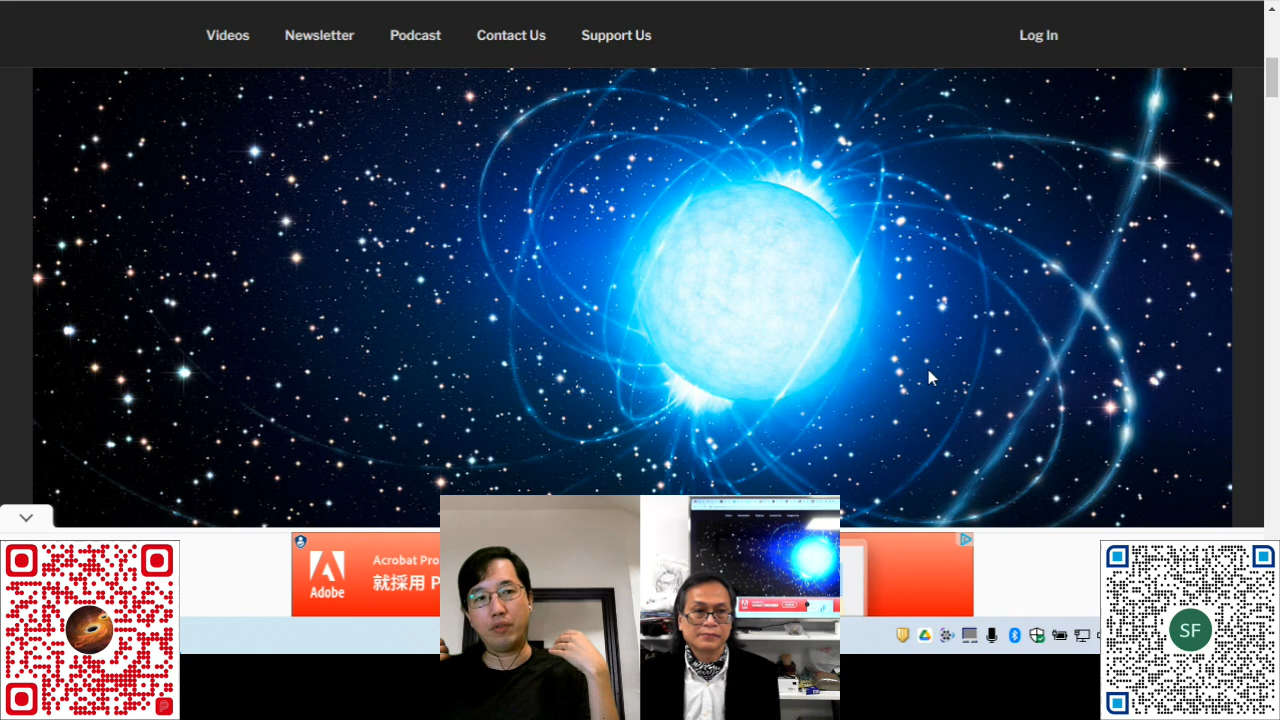 Videos
Newsletter
Podcast
Contact Us
Support Us
Log In
Adobe
Acrobat Pro
就採用 P
SF